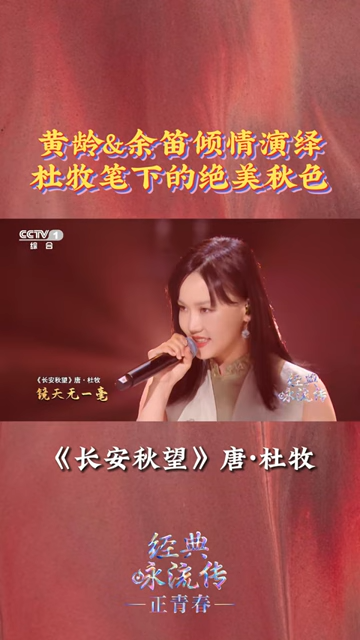 黄龄&余笛倾情演绎
杜牧笔下的绝美秋色
CCTV 1
综合
《长安秋望》唐·杜牧
镜天无一毫
经典
咏流传
《长安秋望》唐·杜牧
经典
咏流传
正青春